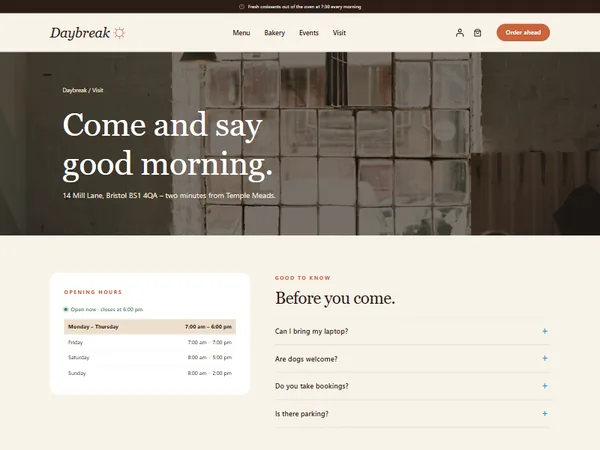 Fresh croissants out of the oven at 7:00 every morning
Daybreak
Menu Bakery Events Visit
Order ahead
Daybreak / Visit
Come and say
good morning.
14 Mill Lane, Bristol BS1 4QA – two minutes from Temple Meads.
OPENING HOURS
Open now · closes at 6:00 pm
Monday – Thursday 7:00 am – 6:00 pm
Friday 7:00 am – 7:00 pm
Saturday 8:00 am – 5:00 pm
Sunday 8:00 am – 2:00 pm
GOOD TO KNOW
Before you come.
Can I bring my laptop? +
Are dogs welcome? +
Do you take bookings? +
Is there parking? +